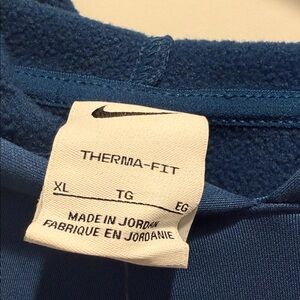 THERMA-FIT
XL TG EG
MADE IN JORDAN
FABRIQUE EN JORDANIE